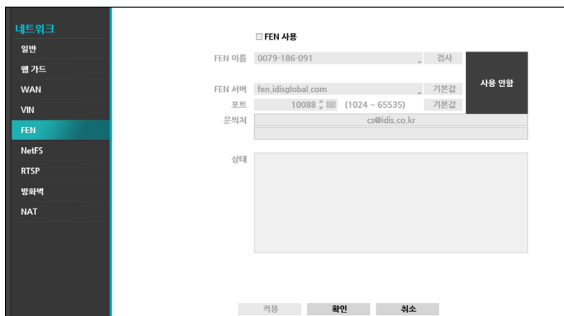 네트워크
일반
웹 가드
WAN
VIN
FEN
NetFS
RTSP
방화벽
NAT
FEN 사용
FEN 이름 0079-186-091 검사
사용 안함
FEN 서버 fen.idisglobal.com 기본값
포트 10088 (1024 - 65535) 기본값
문의처 cs@idis.co.kr
상태
적용 확인 취소